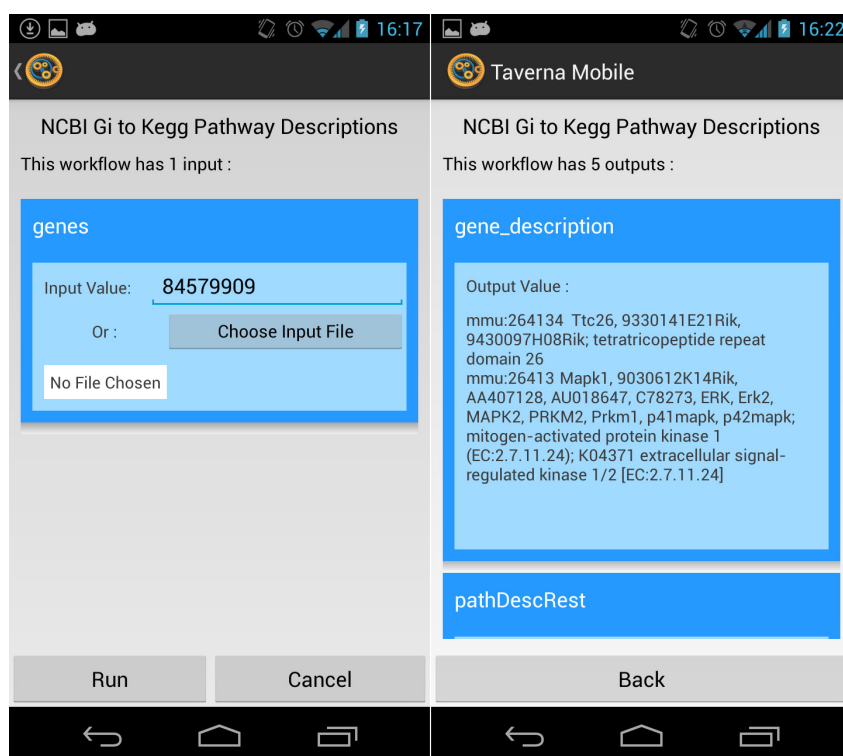 16:17
NCBI Gi to Kegg Pathway Descriptions
This workflow has 1 input :
genes
Input Value: 84579909
Or : Choose Input File
No File Chosen
Run Cancel
16:22
Taverna Mobile
NCBI Gi to Kegg Pathway Descriptions
This workflow has 5 outputs :
gene_description
Output Value :
mmu:264134 Ttc26, 9330141E21Rik,
9430097H08Rik; tetratricopeptide repeat
domain 26
mmu:26413 Mapk1, 9030612K14Rik,
AA407128, AU018647, C78273, ERK, Erk2,
MAPK2, PRKM2, Prkm1, p41mapk, p42mapk;
mitogen-activated protein kinase 1
(EC:2.7.11.24); K04371 extracellular signal-
regulated kinase 1/2 [EC:2.7.11.24]
pathDescRest
Back